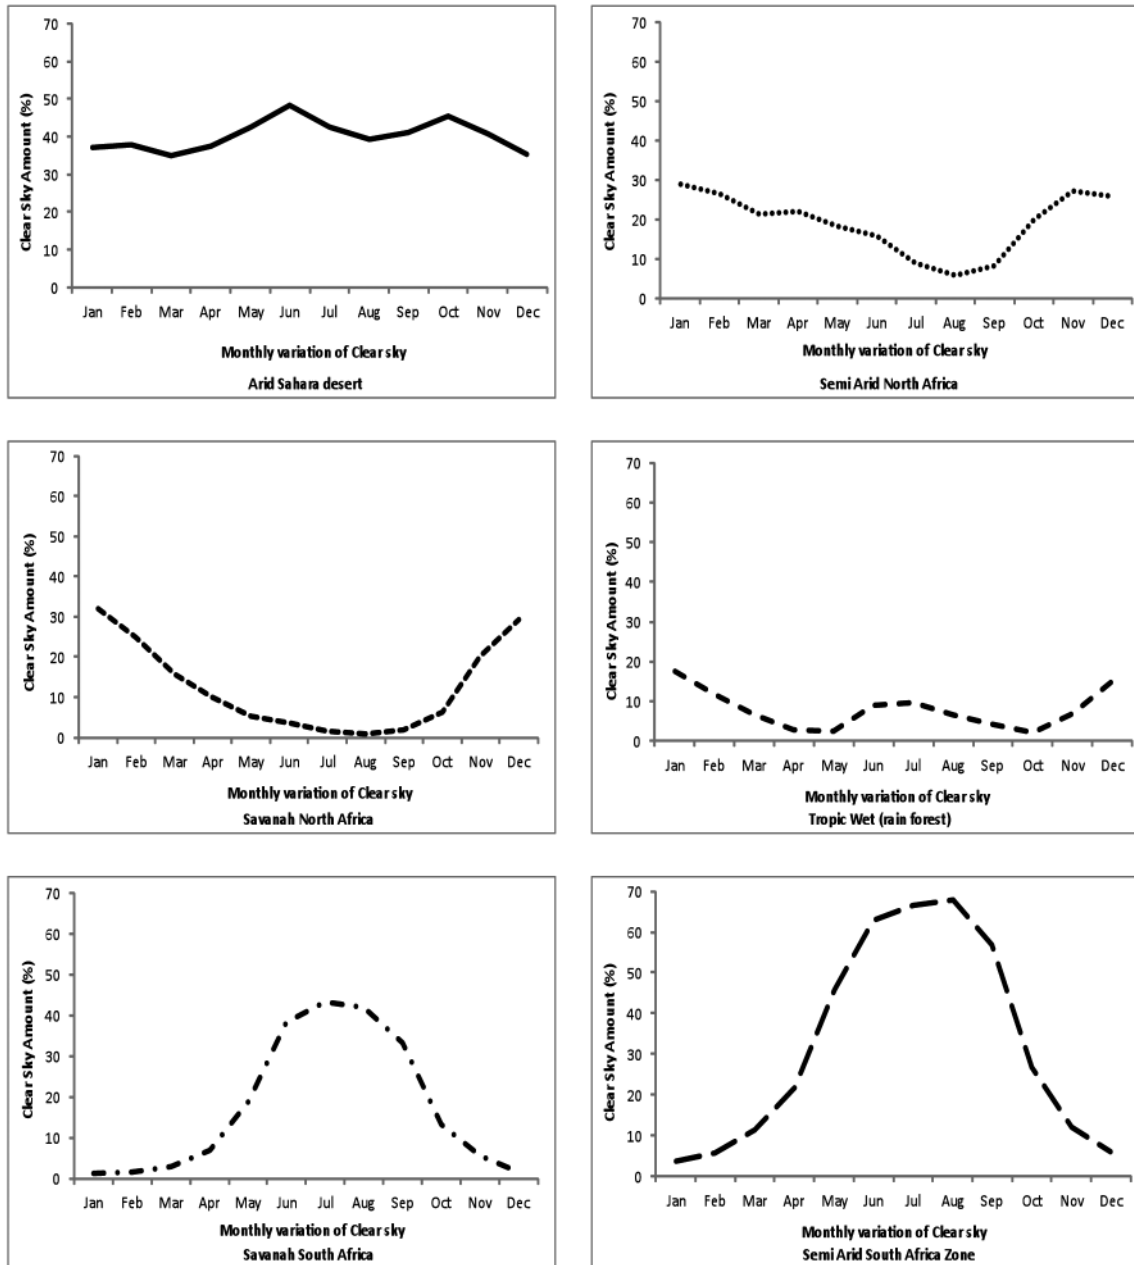 70
60
50
40
30
20
10
0
Clear Sky Amount (%)
Jan Feb Mar Apr May Jun Jul Aug Sep Oct Nov Dec
Monthly variation of Clear sky
Arid Sahara desert
70
60
50
40
30
20
10
0
Clear Sky Amount (%)
Jan Feb Mar Apr May Jun Jul Aug Sep Oct Nov Dec
Monthly variation of Clear sky
Semi Arid North Africa
70
60
50
40
30
20
10
0
Clear Sky Amount (%)
Jan Feb Mar Apr May Jun Jul Aug Sep Oct Nov Dec
Monthly variation of Clear sky
Savanah North Africa
70
60
50
40
30
20
10
0
Clear Sky Amount (%)
Jan Feb Mar Apr May Jun Jul Aug Sep Oct Nov Dec
Monthly variation of Clear sky
Tropic Wet (rain forest)
70
60
50
40
30
20
10
0
Clear Sky Amount (%)
Jan Feb Mar Apr May Jun Jul Aug Sep Oct Nov Dec
Monthly variation of Clear sky
Savanah South Africa
70
60
50
40
30
20
10
0
Clear Sky Amount (%)
Jan Feb Mar Apr May Jun Jul Aug Sep Oct Nov Dec
Monthly variation of Clear sky
Semi Arid South Africa Zone